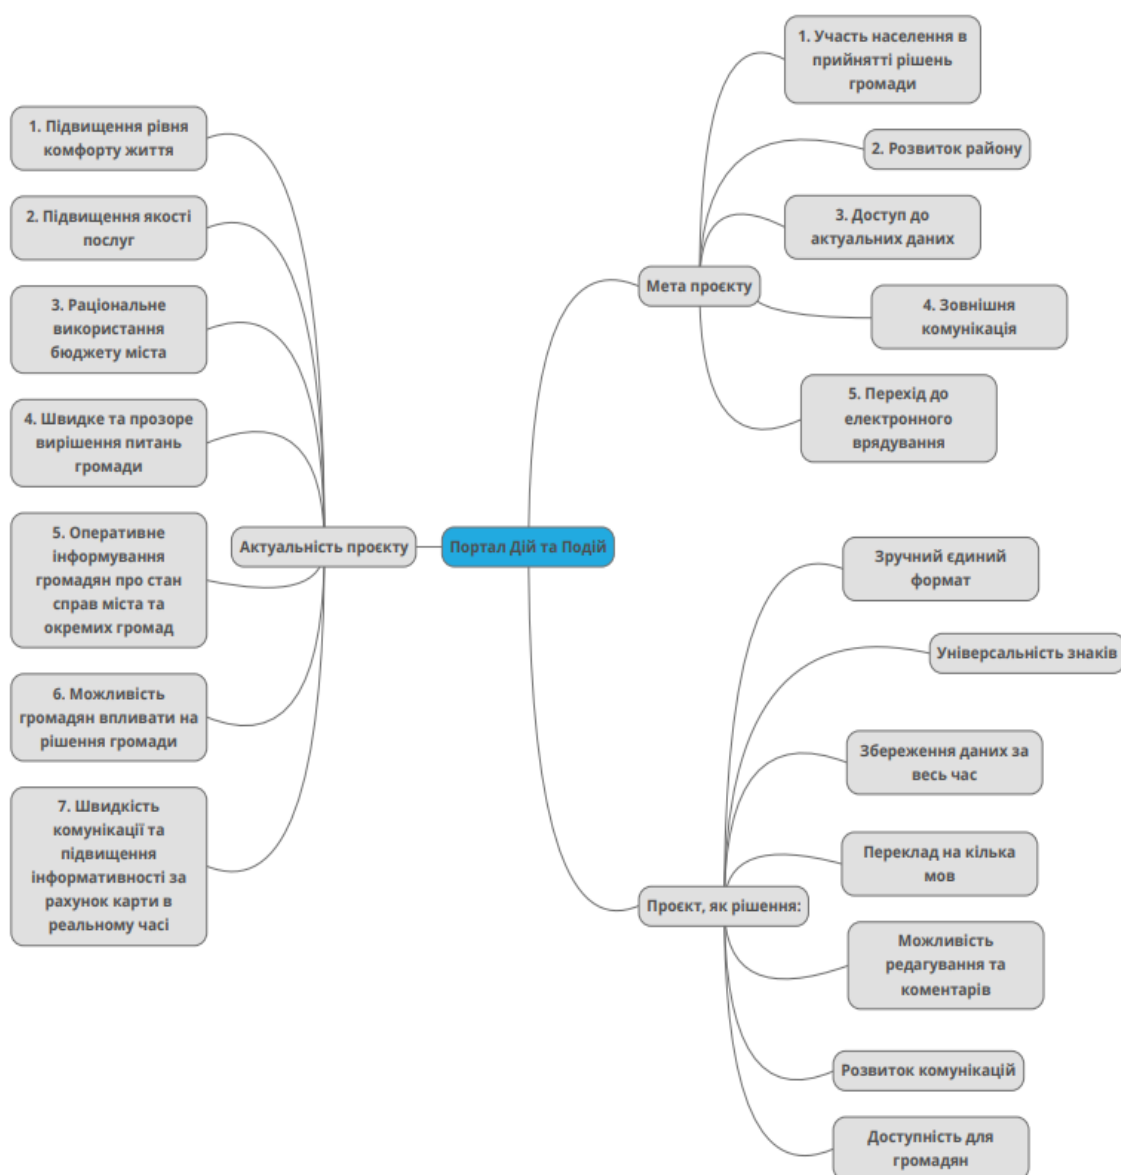 1. Підвищення рівня
комфорту життя
2. Підвищення якості
послуг
3. Раціональне
використання
бюджету міста
4. Швидке та прозоре
вирішення питань
громади
5. Оперативне
інформування
громадян про стан
справ міста та
окремих громад
6. Можливість
громадян впливати на
рішення громади
7. Швидкість
комунікації та
підвищення
інформативності за
рахунок карти в
реальному часі
Актуальність проєкту
Портал Дій та Подій
Мета проєкту
1. Участь населення в
прийнятті рішень
громади
2. Розвиток району
3. Доступ до
актуальних даних
4. Зовнішня
комунікація
5. Перехід до
електронного
врядування
Проєкт, як рішення:
Зручний єдиний
формат
Універсальність знаків
Збереження даних за
весь час
Переклад на кілька
мов
Можливість
редагування та
коментарів
Розвиток комунікацій
Доступність для
громадян